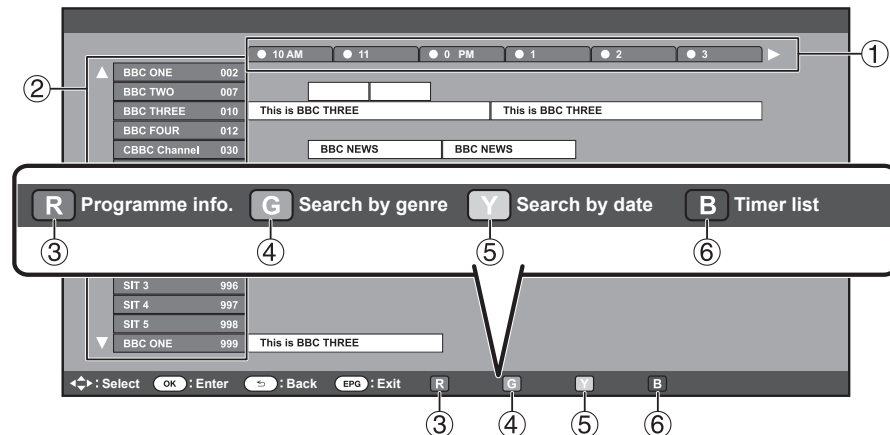 10 AM 11 0 PM 1 2 3 ①
②
BBC ONE 002
BBC TWO 007
BBC THREE 010 This is BBC THREE This is BBC THREE
BBC FOUR 012
CBBC Channel 030 BBC NEWS BBC NEWS
R Programme info. G Search by genre Y Search by date B Timer list
③ ④ ⑤ ⑥
SIT 3 996
SIT 4 997
SIT 5 998
BBC ONE 999 This is BBC THREE
: Select OK : Enter : Back EPG : Exit R G Y B
③ ④ ⑤ ⑥